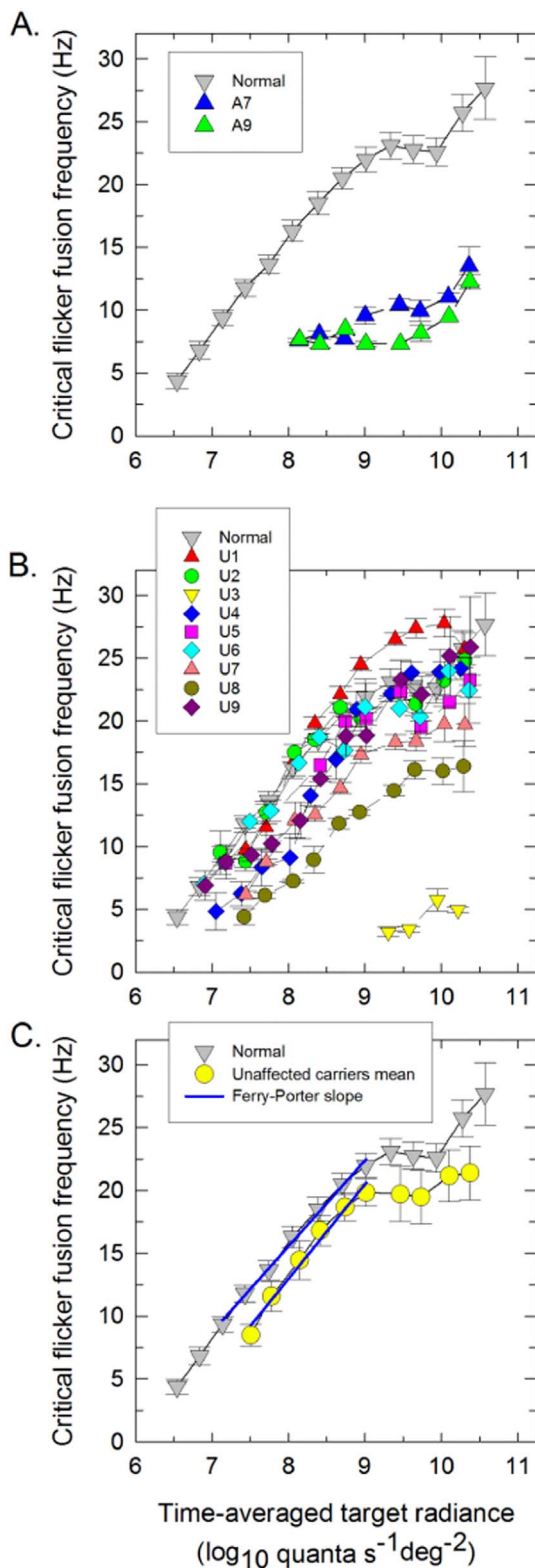 A.
Critical flicker fusion frequency (Hz)
30
25
20
15
10
5
0
Normal
A7
A9
6 7 8 9 10 11
B.
Critical flicker fusion frequency (Hz)
30
25
20
15
10
5
0
Normal
U1
U2
U3
U4
U5
U6
U7
U8
U9
6 7 8 9 10 11
C.
Critical flicker fusion frequency (Hz)
30
25
20
15
10
5
0
Normal
Unaffected carriers mean
Ferry-Porter slope
6 7 8 9 10 11
Time-averaged target radiance
(log₁₀ quanta s⁻¹deg⁻²)